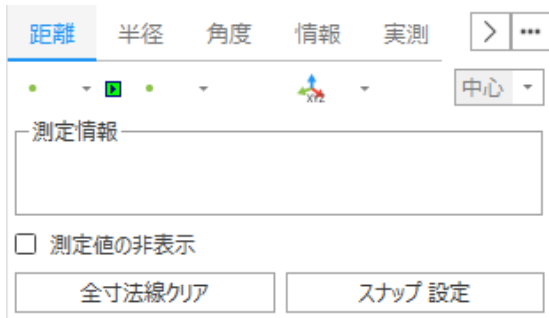 距離 半径 角度 情報 実測
XYZ 中心
測定情報
測定値の非表示
全寸法線クリア スナップ 設定